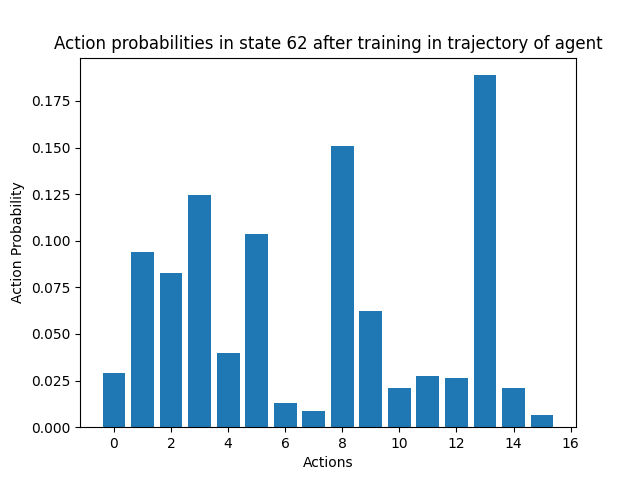 Action probabilities in state 62 after training in trajectory of agent
0.175
0.150
0.125
0.100
0.075
0.050
0.025
0.000
Action Probability
0 2 4 6 8 10 12 14 16
Actions